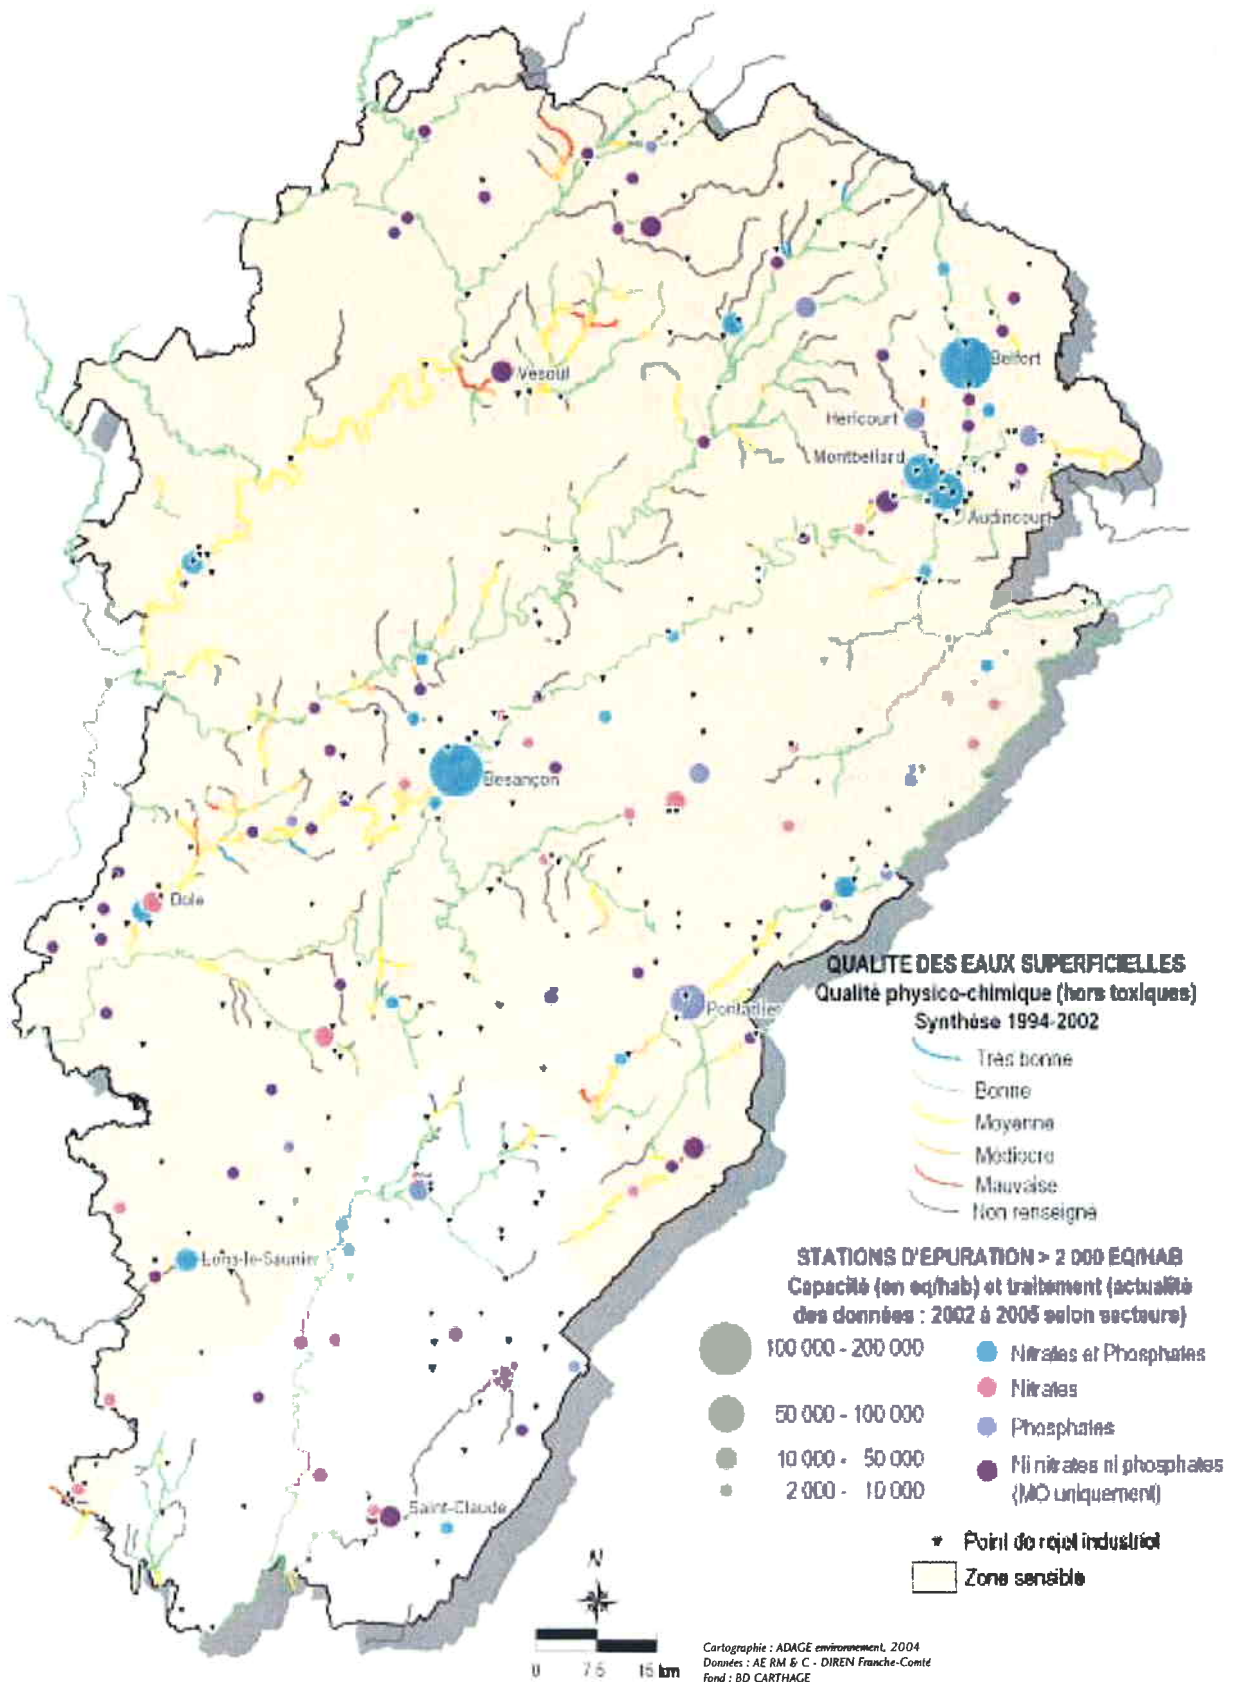 Belfort
Vesoul
Héricourt
Montbeliard
Audincourt
Besançon
Dole
QUALITE DES EAUX SUPERFICIELLES
Qualité physico-chimique (hors toxiques)
Synthèse 1994-2002
Pontarlier
Très bonne
Bonne
Moyenne
Médiocre
Mauvaise
Non renseigné
Lons-le-Saunier
STATIONS D'EPURATION > 2 000 EQ/HAB
Capacité (en eq/hab) et traitement (actualité
des données : 2002 à 2005 selon secteurs)
100 000 - 200 000
Nitrates et Phosphates
Nitrates
50 000 - 100 000
Phosphates
10 000 - 50 000
Ni nitrates ni phosphates
2 000 - 10 000
(MO uniquement)
Saint-Claude
Point de rejet industriel
Zone sensible
N
0 7.5 15 km
Cartographie : ADAGE environnement, 2004
Données : AE RM & C - DIREN Franche-Comté
Fond : BD CARTHAGE